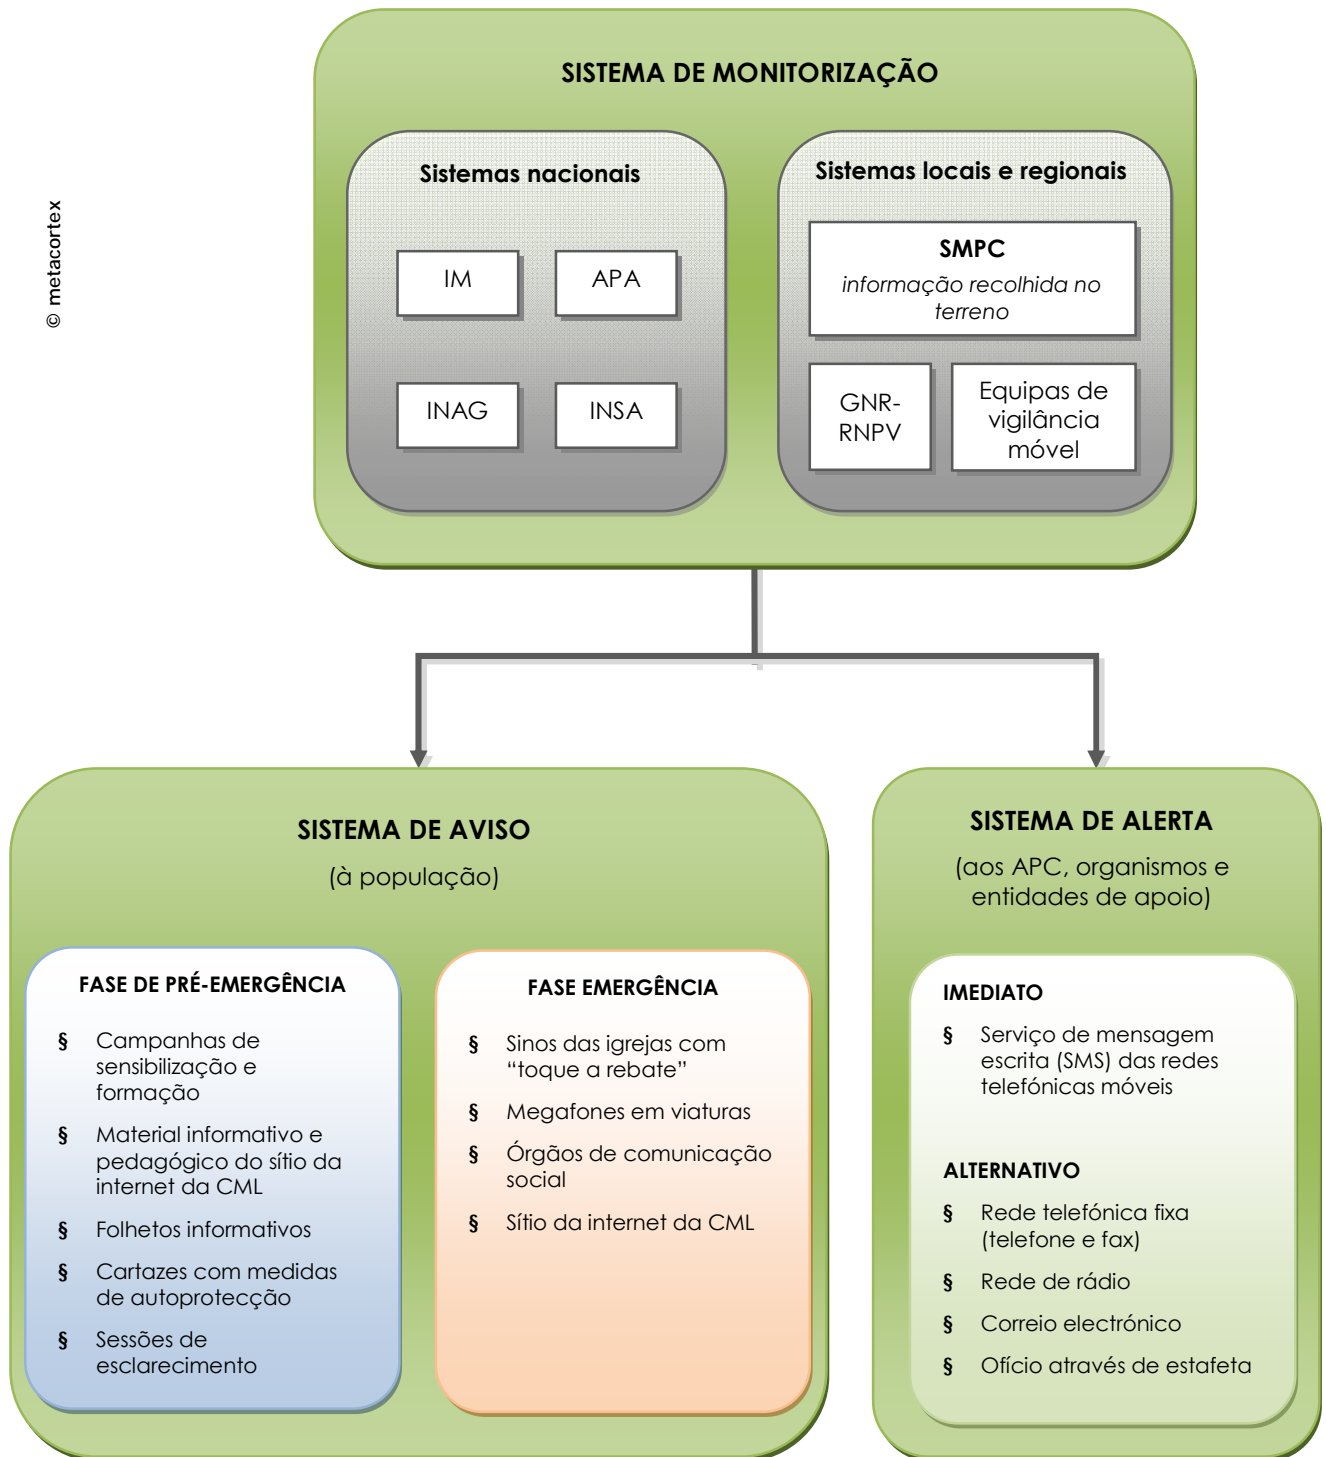 SISTEMA DE MONITORIZAÇÃO
Sistemas nacionais
IM
APA
INAG
INSA
Sistemas locais e regionais
SMPC
informação recolhida no
terreno
GNR-
RNPV
Equipas de
vigilância
móvel
© metacortex
SISTEMA DE AVISO
(à população)
FASE DE PRÉ-EMERGÊNCIA
§ Campanhas de
sensibilização e
formação
§ Material informativo e
pedagógico do sítio da
internet da CML
§ Folhetos informativos
§ Cartazes com medidas
de autoprotecção
§ Sessões de
esclarecimento
FASE EMERGÊNCIA
§ Sinos das igrejas com
“toque a rebate”
§ Megafones em viaturas
§ Órgãos de comunicação
social
§ Sítio da internet da CML
SISTEMA DE ALERTA
(aos APC, organismos e
entidades de apoio)
IMEDIATO
§ Serviço de mensagem
escrita (SMS) das redes
telefónicas móveis
ALTERNATIVO
§ Rede telefónica fixa
(telefone e fax)
§ Rede de rádio
§ Correio electrónico
§ Ofício através de estafeta